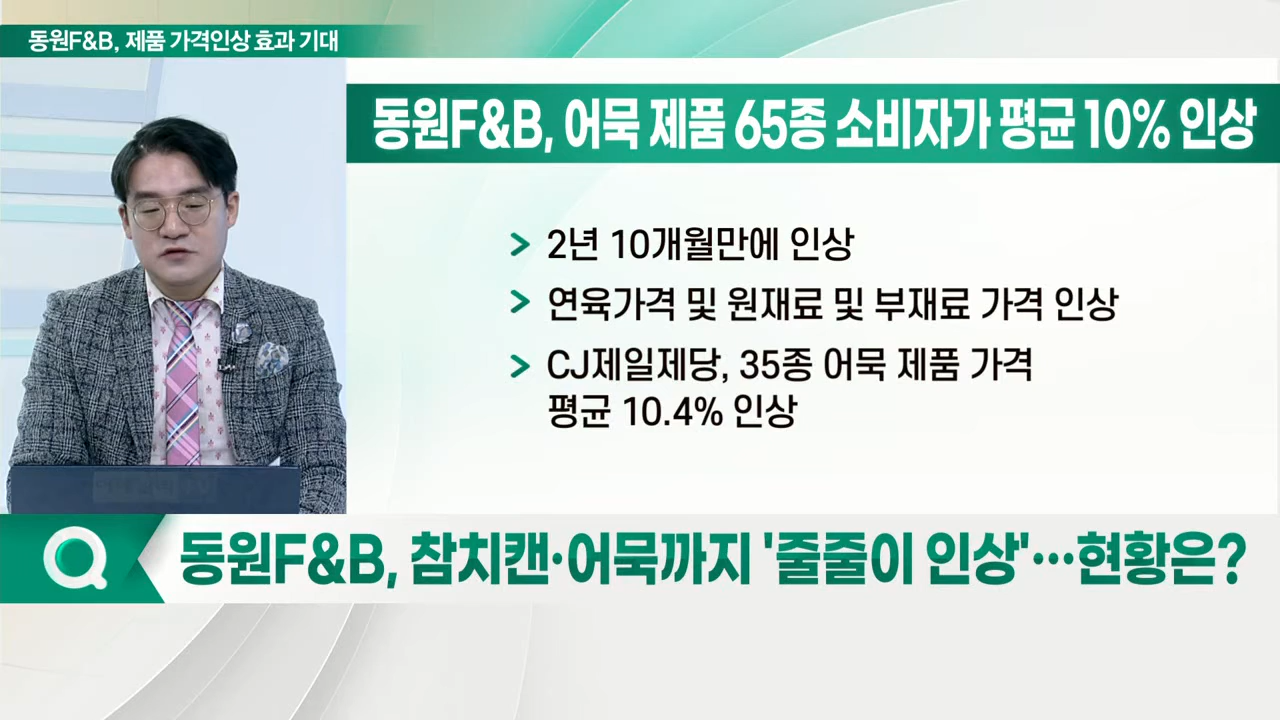 동원F&B, 제품 가격인상 효과 기대
동원F&B, 어묵 제품 65종 소비자가 평균 10% 인상
> 2년 10개월만에 인상
> 연육가격 및 원재료 및 부재료 가격 인상
> CJ제일제당, 35종 어묵 제품 가격
평균 10.4% 인상
동원F&B, 참치캔·어묵까지 '줄줄이 인상'…현황은?